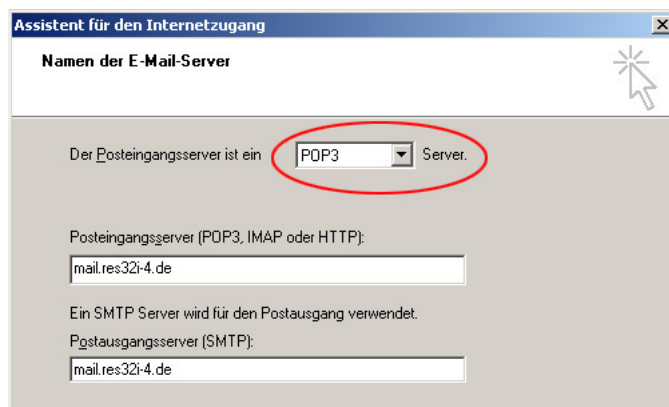 Assistent für den Internetzugang
Namen der E-Mail-Server
Der Posteingangsserver ist ein POP3 Server.
Posteingangsserver (POP3, IMAP oder HTTP):
mail.res32i-4.de
Ein SMTP Server wird für den Postausgang verwendet.
Postausgangsserver (SMTP):
mail.res32i-4.de